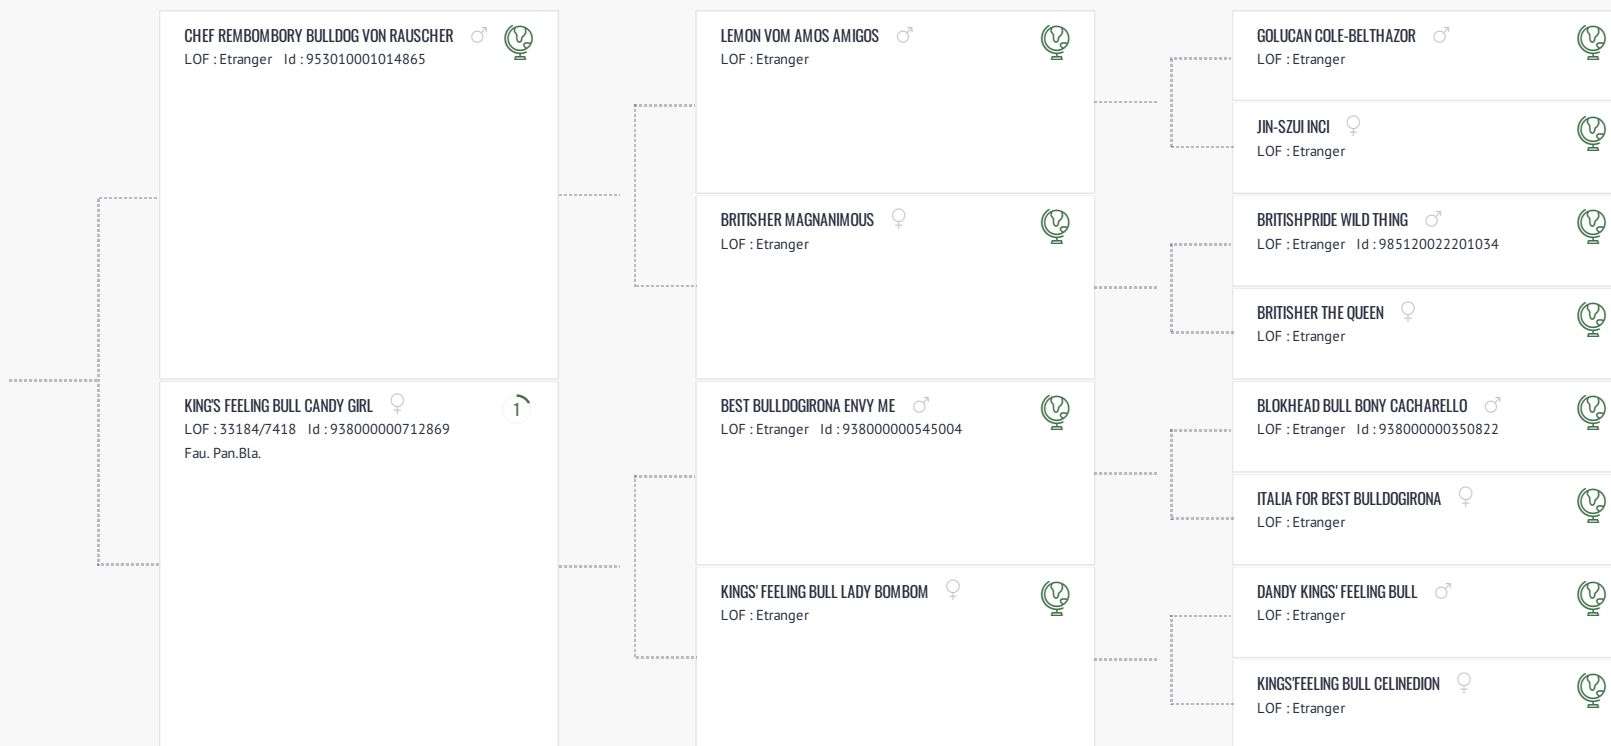 CHEF REMBOMBORY BULLDOG VON RAUSCHER
LOF : Etranger Id : 953010001014865
KING'S FEELING BULL CANDY GIRL
1
LOF : 33184/7418 Id : 938000000712869
Fau. Pan.Bla.
LEMON VOM AMOS AMIGOS
LOF : Etranger
BRITISHER MAGNANIMOUS
LOF : Etranger
BEST BULLDOGIRONA ENVY ME
LOF : Etranger Id : 938000000545004
KINGS' FEELING BULL LADY BOMBOM
LOF : Etranger
GOLUCAN COLE-BELTHAZOR
LOF : Etranger
JIN-SZUI INCI
LOF : Etranger
BRITISHPRIDE WILD THING
LOF : Etranger Id : 985120022201034
BRITISHER THE QUEEN
LOF : Etranger
BLOKHEAD BULL BONY CACHARELLO
LOF : Etranger Id : 938000000350822
ITALIA FOR BEST BULLDOGIRONA
LOF : Etranger
DANDY KINGS' FEELING BULL
LOF : Etranger
KINGS'FEELING BULL CELINEDION
LOF : Etranger